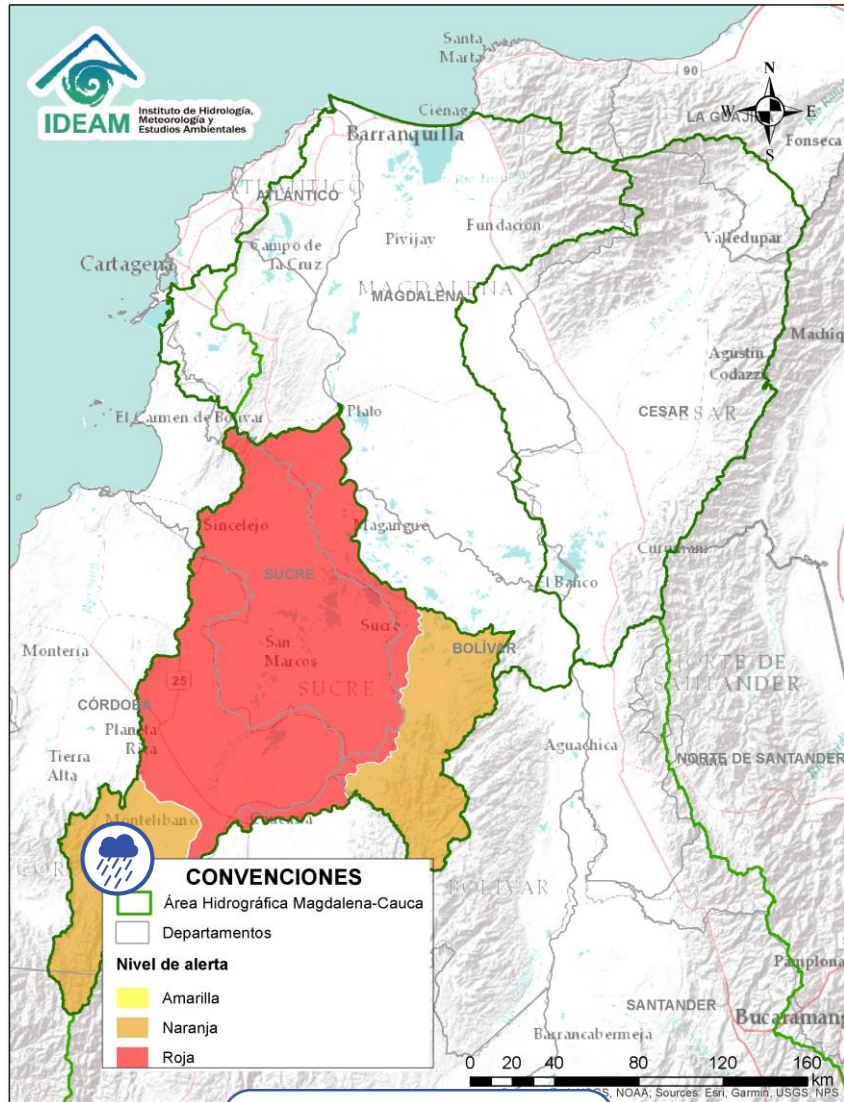 IDEAM
Instituto de Hidrología,
Meteorología y
Estudios Ambientales
Santa
Marta
90
N
W
E
S
Ciénaga
LA GUAJIRA
Barranquilla
Fonseca
ATLÁNTICO
ATLÁNTICO
Fundación
Pivijay
Valledupar
Campo de
la Cruz
Cartagena
MAGDALENA
MAGDALENA
Agustín
Codazzi
El Carmen de Bolívar
Plato
CESAR
CESAR
Sincelejo
Magangue
Curumaní
SUCRE
El Banco
Sucre
San
Marcos
BOLÍVAR
Montería
25
SUCRE
NORTE DE
SANTANDER
CÓRDOBA
Planeta
Rica
Aguachica
Tierra
Alta
NORTE DE SANTANDER
Montelíbano
CONVENCIONES
Área Hidrográfica Magdalena-Cauca
Departamentos
Nivel de alerta
Amarilla
Naranja
Roja
BOLÍVAR
Pamplona
SANTANDER
Barrancabermeja
0 20 40 80 120 160
km
NOAA; Sources: Esri, Garmin, USGS, NPS